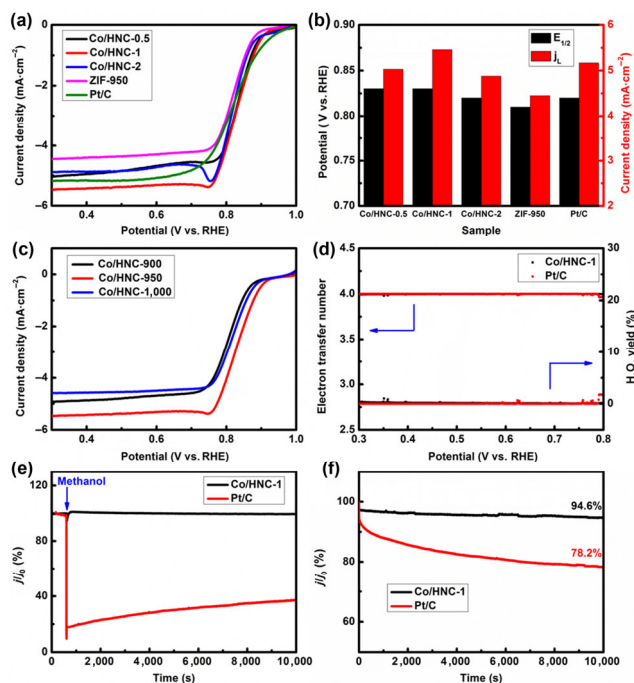 (a)
Co/HNC-0.5
Co/HNC-1
Co/HNC-2
ZIF-950
Pt/C
Current density (mA·cm−2)
0
−2
−4
−6
0.4 0.6 0.8 1.0
Potential (V vs. RHE)
(b)
E1/2
jL
Potential (V vs. RHE)
0.90
0.85
0.80
0.75
0.70
Current density (mA·cm−2)
6
5
4
3
2
Co/HNC-0.5 Co/HNC-1 Co/HNC-2 ZIF-950 Pt/C
Sample
(c)
Co/HNC-900
Co/HNC-950
Co/HNC-1,000
Current density (mA·cm−2)
0
−2
−4
−6
0.4 0.6 0.8 1.0
Potential (V vs. RHE)
(d)
Co/HNC-1
Pt/C
Electron transfer number
4.5
4.0
3.5
3.0
2.5
H O yield (%)
30
20
10
0
0.3 0.4 0.5 0.6 0.7 0.8
Potential (V vs. RHE)
(e)
Methanol
Co/HNC-1
Pt/C
j/j0 (%)
120
80
40
0
0 2,000 4,000 6,000 8,000 10,000
Time (s)
(f)
94.6%
78.2%
Co/HNC-1
Pt/C
j/j0 (%)
100
80
60
0 2,000 4,000 6,000 8,000 10,000
Time (s)